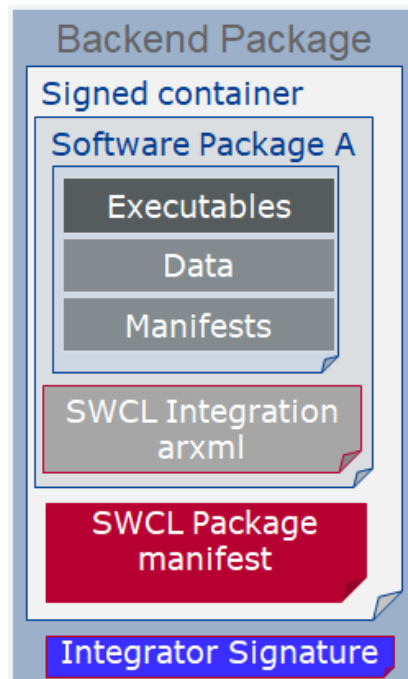 Backend Package
Signed container
Software Package A
Executables
Data
Manifests
SWCL Integration
arxml
SWCL Package
manifest
Integrator Signature